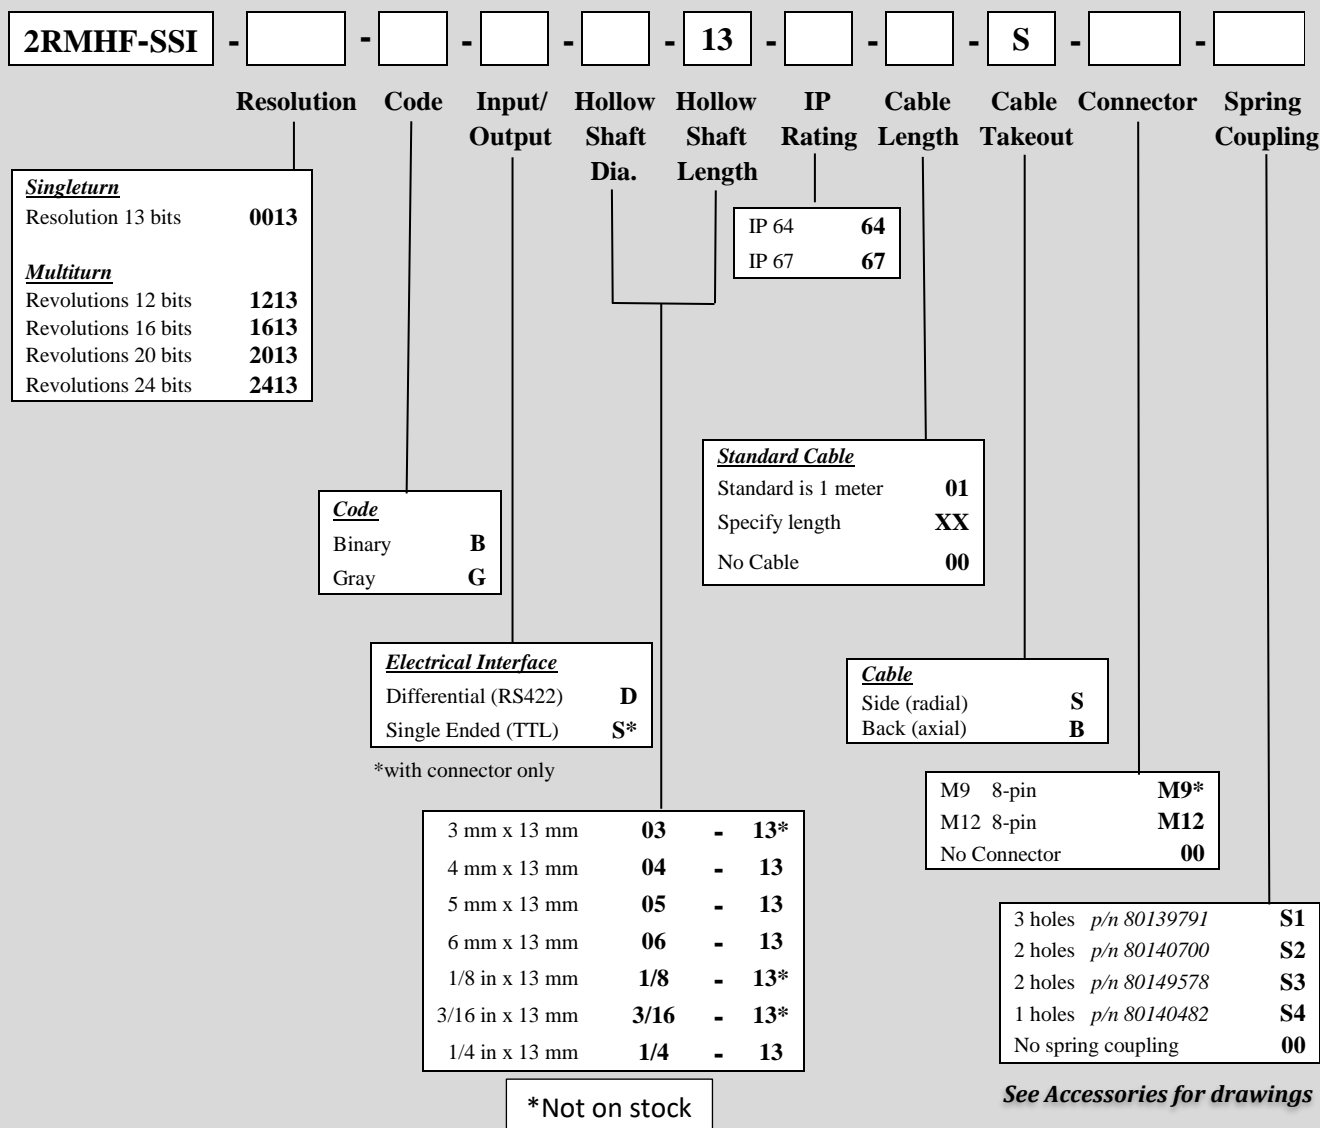 2RMHF-SSI - - - - - 13 - - - S - -
Resolution Code Input/ Output Hollow Shaft Dia. Hollow Shaft Length IP Rating Cable Length Cable Takeout Connector Spring Coupling
Singleturn
Resolution 13 bits 0013
Multiturn
Revolutions 12 bits 1213
Revolutions 16 bits 1613
Revolutions 20 bits 2013
Revolutions 24 bits 2413
IP 64 64
IP 67 67
Standard Cable
Standard is 1 meter 01
Specify length XX
No Cable 00
Code
Binary B
Gray G
Electrical Interface
Differential (RS422) D
Single Ended (TTL) S*
*with connector only
Cable
Side (radial) S
Back (axial) B
M9 8-pin M9*
M12 8-pin M12
No Connector 00
3 mm x 13 mm 03 - 13*
4 mm x 13 mm 04 - 13
5 mm x 13 mm 05 - 13
6 mm x 13 mm 06 - 13
1/8 in x 13 mm 1/8 - 13*
3/16 in x 13 mm 3/16 - 13*
1/4 in x 13 mm 1/4 - 13
*Not on stock
3 holes p/n 80139791 S1
2 holes p/n 80140700 S2
2 holes p/n 80149578 S3
1 holes p/n 80140482 S4
No spring coupling 00
See Accessories for drawings